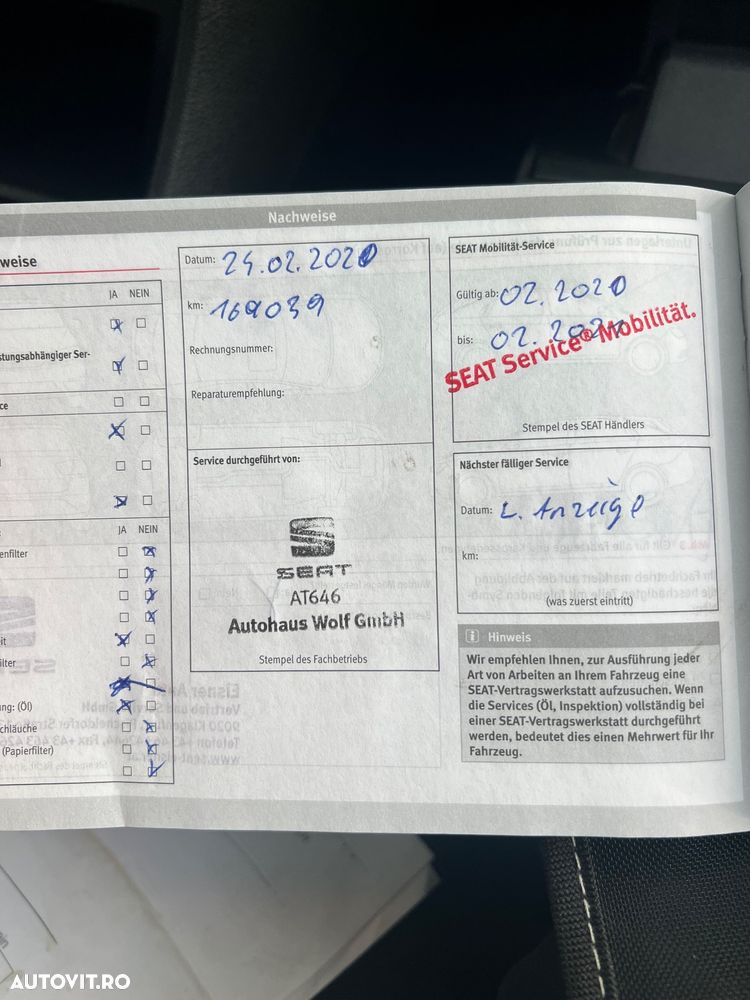 Nachweise
weise
JA NEIN
stungsabhängiger Ser-
ce
JA NEIN
enfilter
it
ilter
ung: (Öl)
chläuche
(Papierfilter)
Datum: 24.02.2020
km: 169039
Rechnungsnummer:
Reparaturempfehlung:
Service durchgeführt von:
SEAT
AT646
Autohaus Wolf GmbH
Stempel des Fachbetriebs
SEAT Mobilität-Service
Gültig ab: 02.2020
bis: 02.202
SEAT Service® Mobilität.
Stempel des SEAT Händlers
Nächster fälliger Service
Datum: L. Anzeige
km:
(was zuerst eintritt)
i Hinweis
Wir empfehlen Ihnen, zur Ausführung jeder
Art von Arbeiten an Ihrem Fahrzeug eine
SEAT-Vertragswerkstatt aufzusuchen. Wenn
die Services (Öl, Inspektion) vollständig bei
einer SEAT-Vertragswerkstatt durchgeführt
werden, bedeutet dies einen Mehrwert für Ihr
Fahrzeug.
AUTOVIT.RO